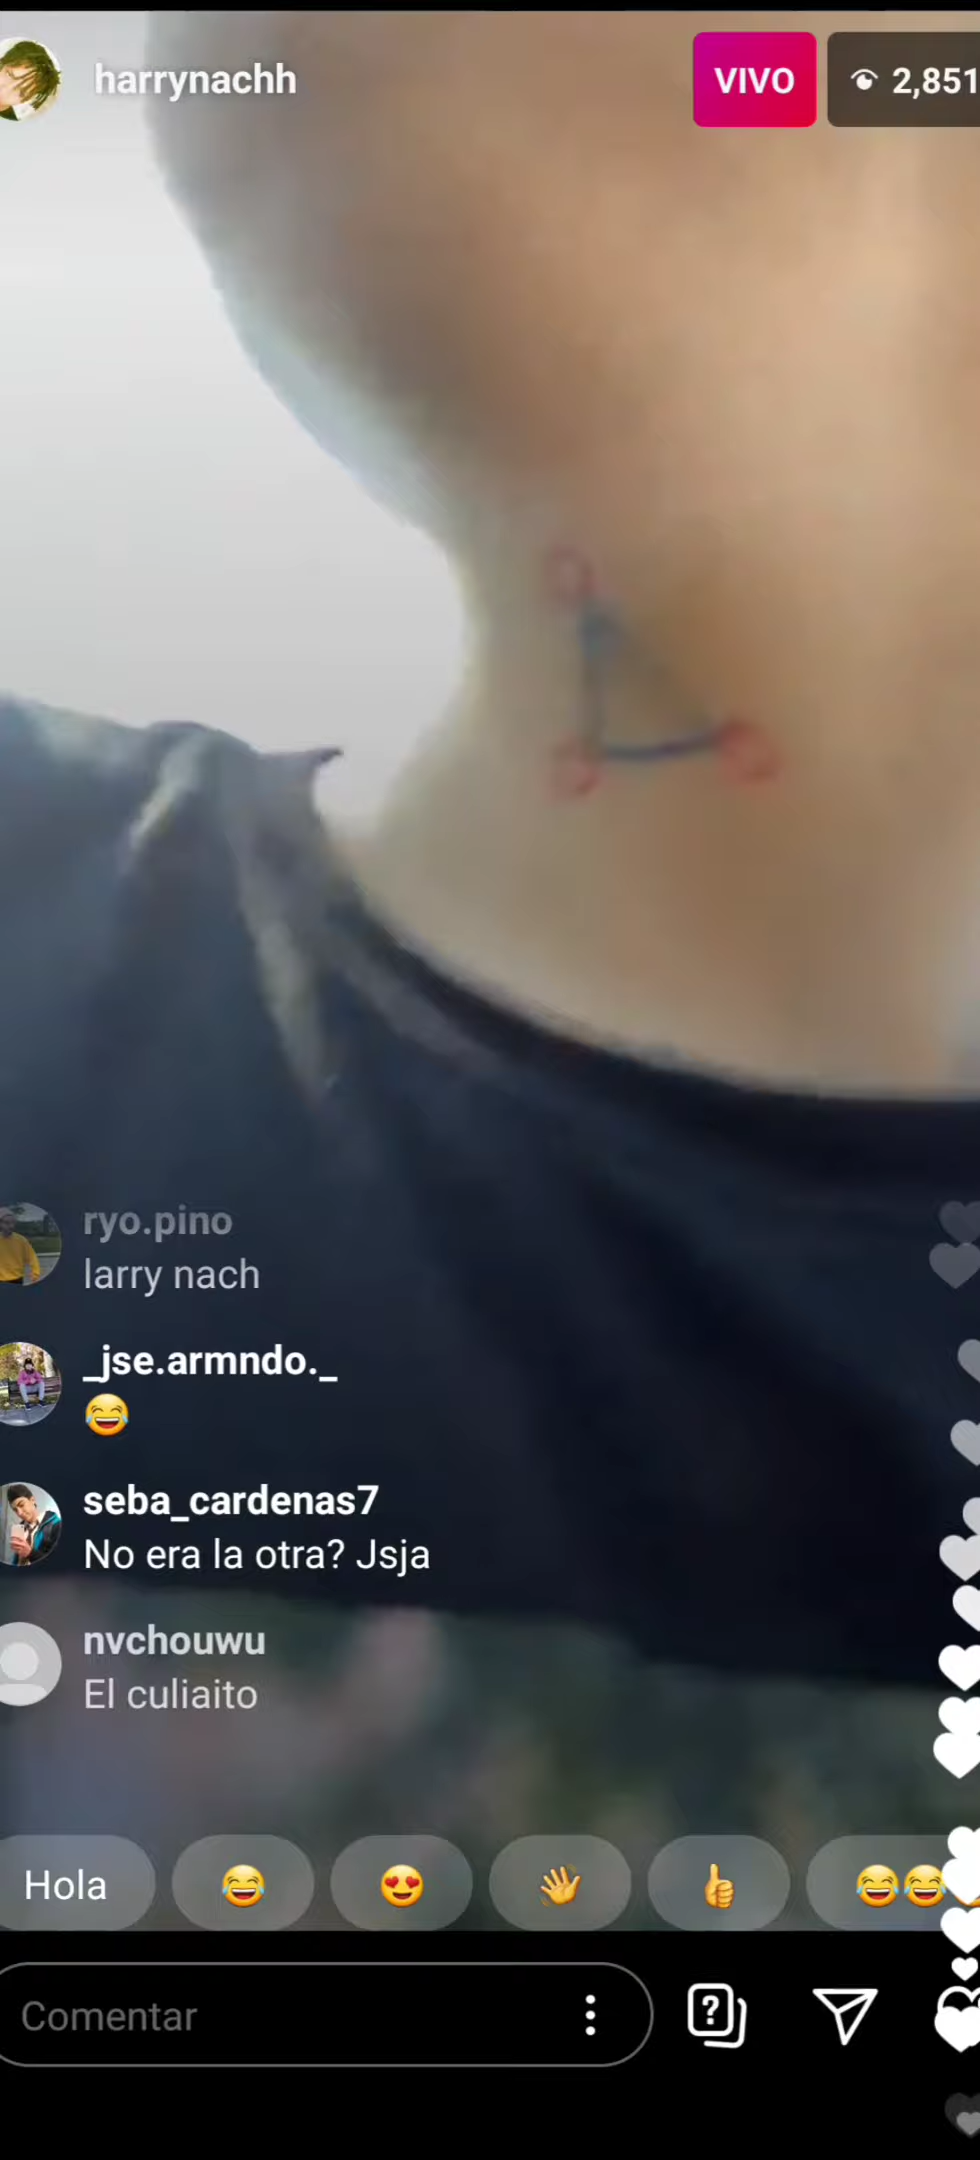 harrynachh
VIVO
2,851
ryo.pino
larry nach
_jse.armndo._
😂
seba_cardenas7
No era la otra? Jsja
nvchouwu
El culiaito
Hola 😂 😍 👋 👍 😂😂
Comentar